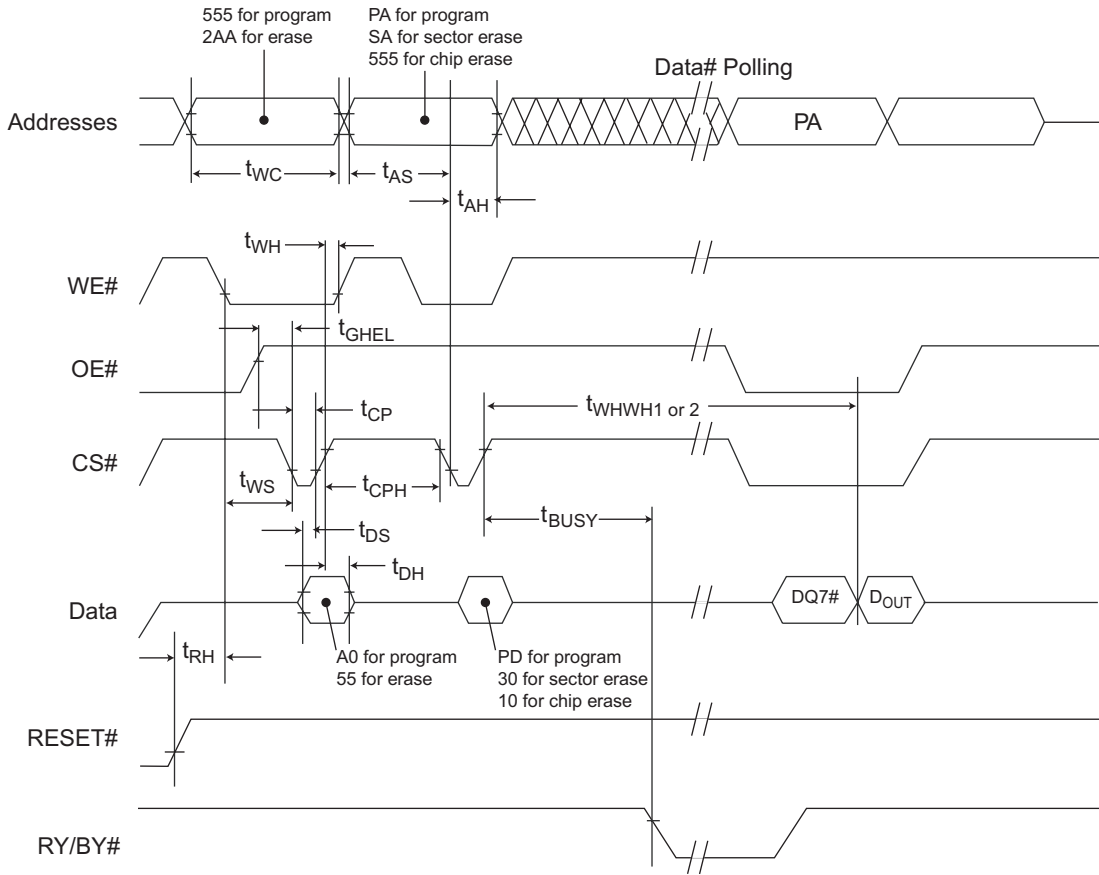 555 for program
2AA for erase
PA for program
SA for sector erase
555 for chip erase
Data# Polling
Addresses
PA
tWC
tAS
tAH
tWH
WE#
tGHEL
OE#
tWHWH1 or 2
tCP
CS#
tWS
tCPH
tBUSY
tDS
tDH
Data
DQ7#
DOUT
tRH
A0 for program
55 for erase
PD for program
30 for sector erase
10 for chip erase
RESET#
RY/BY#